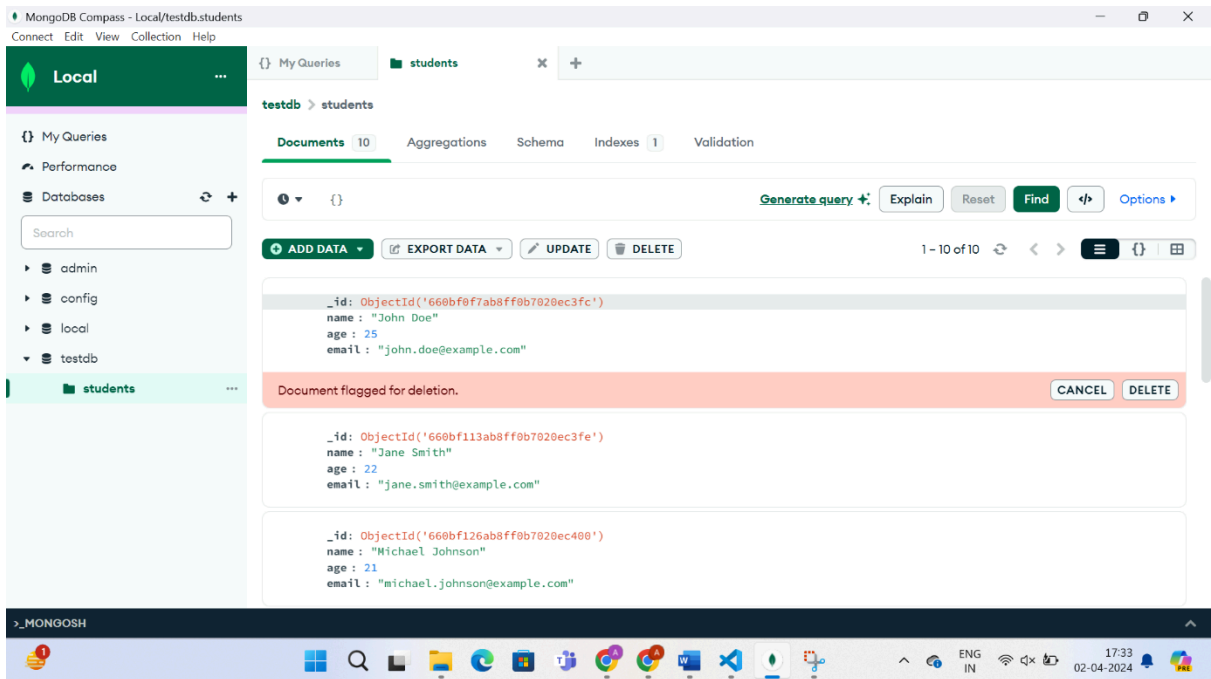 MongoDB Compass - Local/testdb.students
Connect Edit View Collection Help
Local
{} My Queries
students
testdb > students
{} My Queries
Performance
Databases
Search
admin
config
local
testdb
students
Documents 10 Aggregations Schema Indexes 1 Validation
{}
Generate query Explain Reset Find </> Options
ADD DATA EXPORT DATA UPDATE DELETE 1 – 10 of 10 {}
_id: ObjectId('660bf0f7ab8ff0b7020ec3fc')
name : "John Doe"
age : 25
email : "john.doe@example.com"
Document flagged for deletion. CANCEL DELETE
_id: ObjectId('660bf113ab8ff0b7020ec3fe')
name : "Jane Smith"
age : 22
email : "jane.smith@example.com"
_id: ObjectId('660bf126ab8ff0b7020ec400')
name : "Michael Johnson"
age : 21
email : "michael.johnson@example.com"
>_MONGOSH
1
ENG
IN
17:33
02-04-2024
PRE